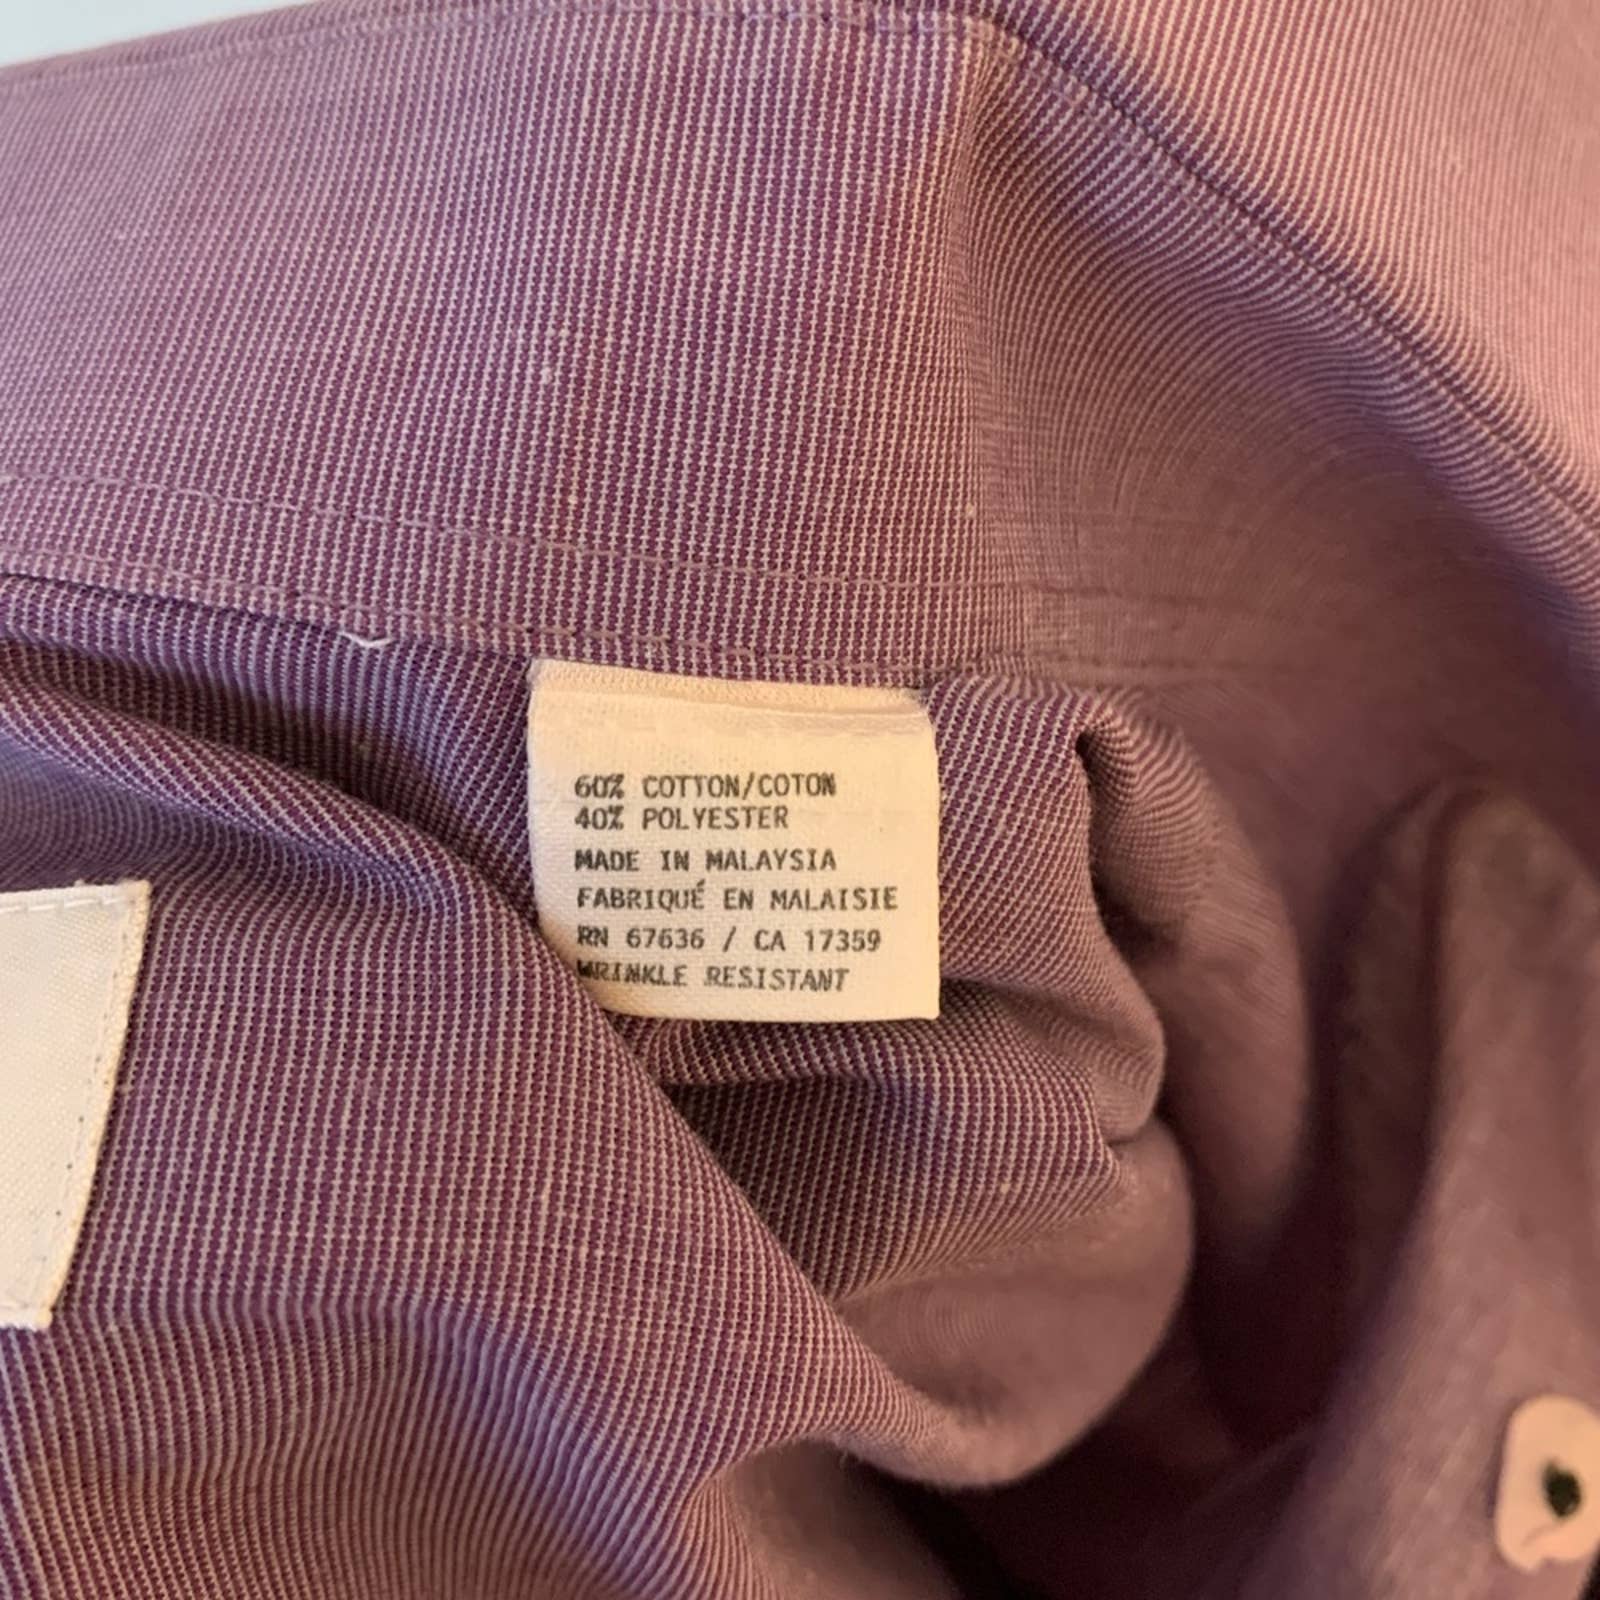 60% COTTON/COTON
40% POLYESTER
MADE IN MALAYSIA
FABRIQUÉ EN MALAISIE
RN 67636 / CA 17359
WRINKLE RESISTANT